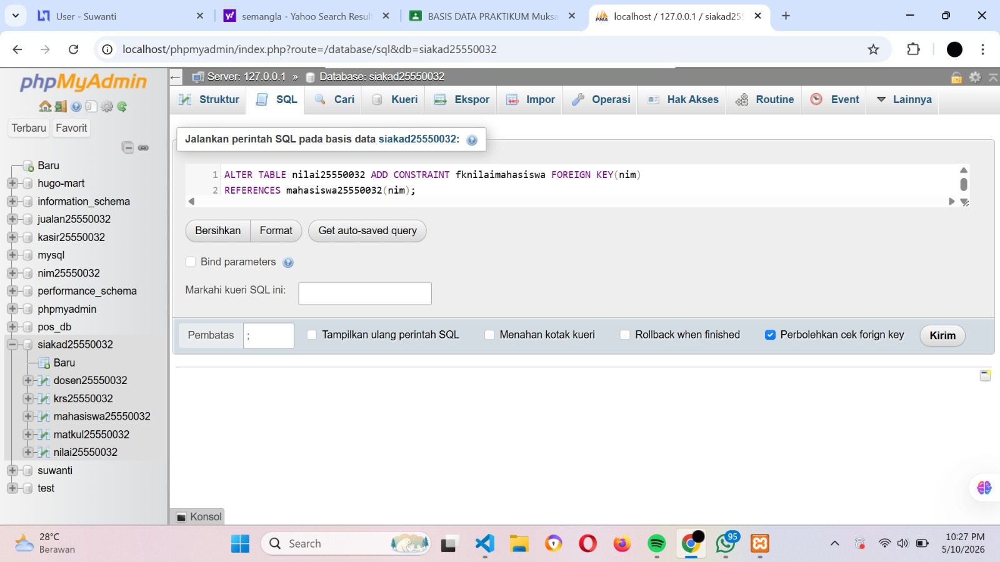 User - Suwanti
semangla - Yahoo Search Result
BASIS DATA PRAKTIKUM Muksa
localhost / 127.0.0.1 / siakad255
localhost/phpmyadmin/index.php?route=/database/sql&db=siakad25550032
phpMyAdmin
Terbaru Favorit
Baru
hugo-mart
information_schema
jualan25550032
kasir25550032
mysql
nim25550032
performance_schema
phpmyadmin
pos_db
siakad25550032
Baru
dosen25550032
krs25550032
mahasiswa25550032
matkul25550032
nilai25550032
suwanti
test
Server: 127.0.0.1 » Database: siakad25550032
Struktur SQL Cari Kueri Ekspor Impor Operasi Hak Akses Routine Event Lainnya
Jalankan perintah SQL pada basis data siakad25550032:
1 ALTER TABLE nilai25550032 ADD CONSTRAINT fknilaimahasiswa FOREIGN KEY(nim)
2 REFERENCES mahasiswa25550032(nim);
Bersihkan Format Get auto-saved query
Bind parameters
Markahi kueri SQL ini:
Pembatas ; Tampilkan ulang perintah SQL Menahan kotak kueri Rollback when finished Perbolehkan cek forign key Kirim
Konsol
28°C
Berawan
Search
95
10:27 PM
5/10/2026